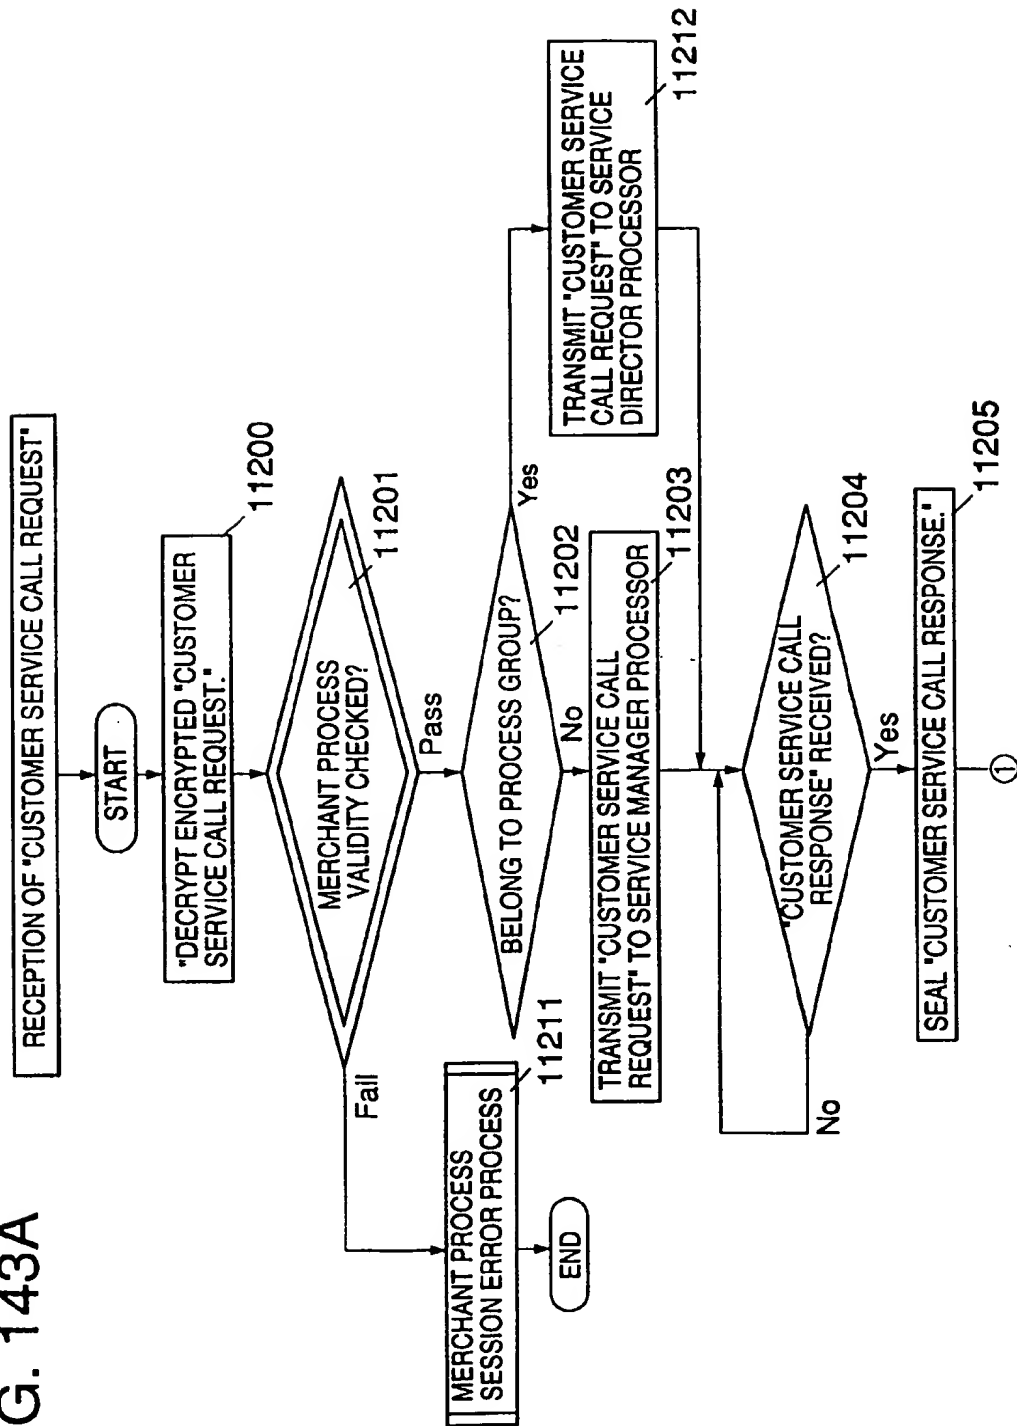 G. 143A
RECEPTION OF "CUSTOMER SERVICE CALL REQUEST"
START
"DECRYPT ENCRYPTED "CUSTOMER
SERVICE CALL REQUEST."
11200
MERCHANT PROCESS
VALIDITY CHECKED?
11201
Fail
Pass
MERCHANT PROCESS
SESSION ERROR PROCESS
11211
END
BELONG TO PROCESS GROUP?
11202
Yes
No
TRANSMIT "CUSTOMER SERVICE CALL
REQUEST" TO SERVICE MANAGER PROCESSOR
11203
TRANSMIT "CUSTOMER SERVICE
CALL REQUEST" TO SERVICE
DIRECTOR PROCESSOR
11212
"CUSTOMER SERVICE CALL
RESPONSE" RECEIVED?
11204
No
Yes
SEAL "CUSTOMER SERVICE CALL RESPONSE."
11205
1